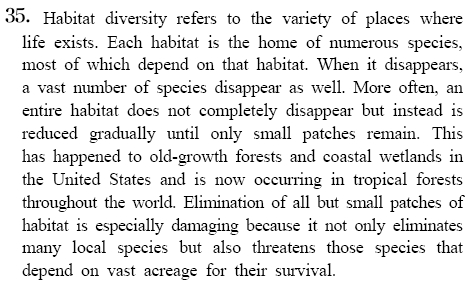 35. Habitat diversity refers to the variety of places where
life exists. Each habitat is the home of numerous species,
most of which depend on that habitat. When it disappears,
a vast number of species disappear as well. More often, an
entire habitat does not completely disappear but instead is
reduced gradually until only small patches remain. This
has happened to old-growth forests and coastal wetlands in
the United States and is now occurring in tropical forests
throughout the world. Elimination of all but small patches of
habitat is especially damaging because it not only eliminates
many local species but also threatens those species that
depend on vast acreage for their survival.